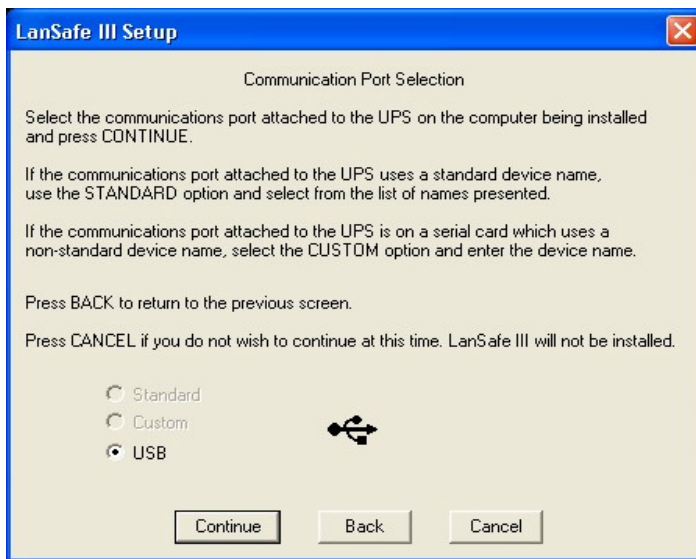 LanSafe III Setup
Communication Port Selection
Select the communications port attached to the UPS on the computer being installed
and press CONTINUE.
If the communications port attached to the UPS uses a standard device name,
use the STANDARD option and select from the list of names presented.
If the communications port attached to the UPS is on a serial card which uses a
non-standard device name, select the CUSTOM option and enter the device name.
Press BACK to return to the previous screen.
Press CANCEL if you do not wish to continue at this time. LanSafe III will not be installed.
Standard
Custom
USB
Continue Back Cancel